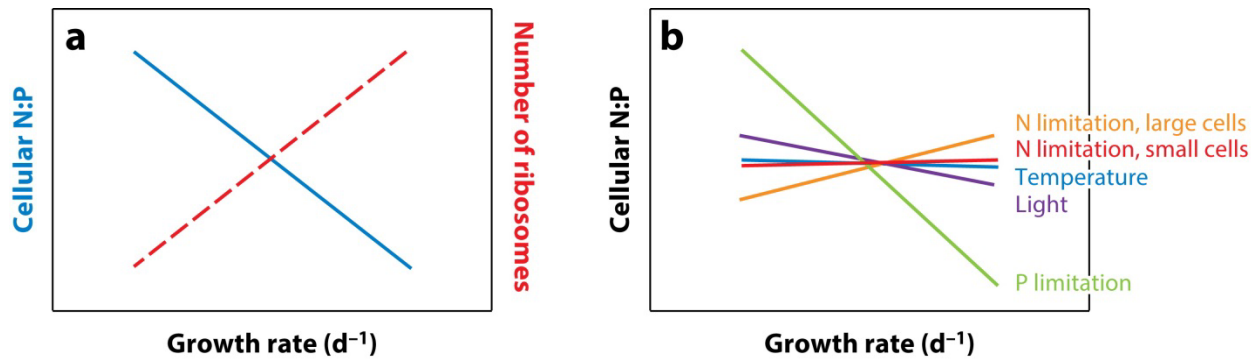 a
Cellular N:P
Number of ribosomes
Growth rate (d⁻¹)
b
Cellular N:P
N limitation, large cells
N limitation, small cells
Temperature
Light
P limitation
Growth rate (d⁻¹)